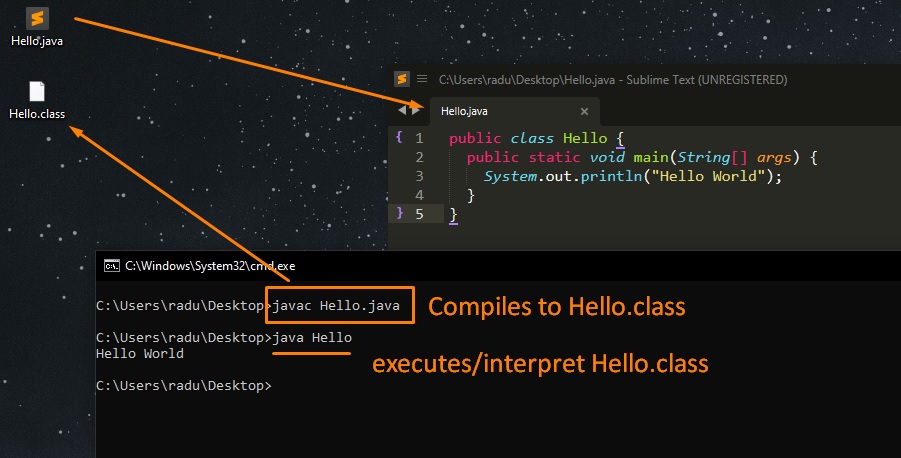 Hello.java
Hello.class
C:\Users\radu\Desktop\Hello.java - Sublime Text (UNREGISTERED)
Hello.java
{ 1 public class Hello {
2 public static void main(String[] args) {
3 System.out.println("Hello World");
4 }
} 5 }
C:\Windows\System32\cmd.exe
C:\Users\radu\Desktop>javac Hello.java
Compiles to Hello.class
C:\Users\radu\Desktop>java Hello
Hello World
executes/interpret Hello.class
C:\Users\radu\Desktop>